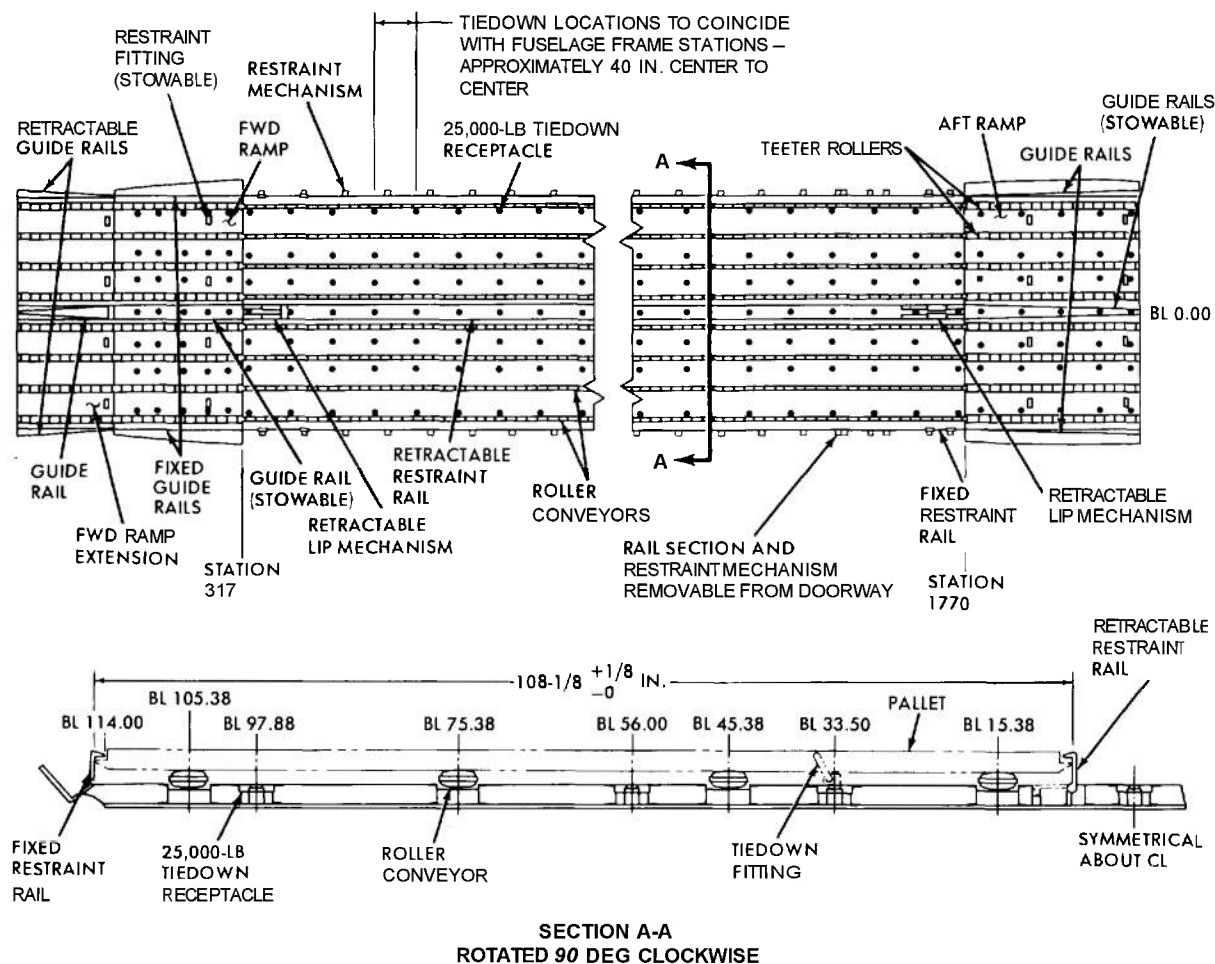 RESTRAINT
FITTING
(STOWABLE)
RESTRAINT
MECHANISM
TIEDOWN LOCATIONS TO COINCIDE
WITH FUSELAGE FRAME STATIONS –
APPROXIMATELY 40 IN. CENTER TO
CENTER
RETRACTABLE
GUIDE RAILS
FWD
RAMP
25,000-LB TIEDOWN
RECEPTACLE
AFT RAMP
GUIDE RAILS
(STOWABLE)
TEETER ROLLERS
GUIDE RAILS
A
BL 0.00
A
GUIDE
RAIL
FIXED
GUIDE
RAILS
GUIDE RAIL
(STOWABLE)
RETRACTABLE
RESTRAINT
RAIL
ROLLER
CONVEYORS
FIXED
RESTRAINT
RAIL
RETRACTABLE
LIP MECHANISM
FWD RAMP
EXTENSION
RETRACTABLE
LIP MECHANISM
STATION
317
RAIL SECTION AND
RESTRAINT MECHANISM
REMOVABLE FROM DOORWAY
STATION
1770
RETRACTABLE
RESTRAINT
RAIL
108-1/8 +1/8 –0 IN.
BL 114.00
BL 105.38
BL 97.88
BL 75.38
BL 56.00
BL 45.38
BL 33.50
PALLET
BL 15.38
FIXED
RESTRAINT
RAIL
25,000-LB
TIEDOWN
RECEPTACLE
ROLLER
CONVEYOR
TIEDOWN
FITTING
SYMMETRICAL
ABOUT CL
SECTION A-A
ROTATED 90 DEG CLOCKWISE